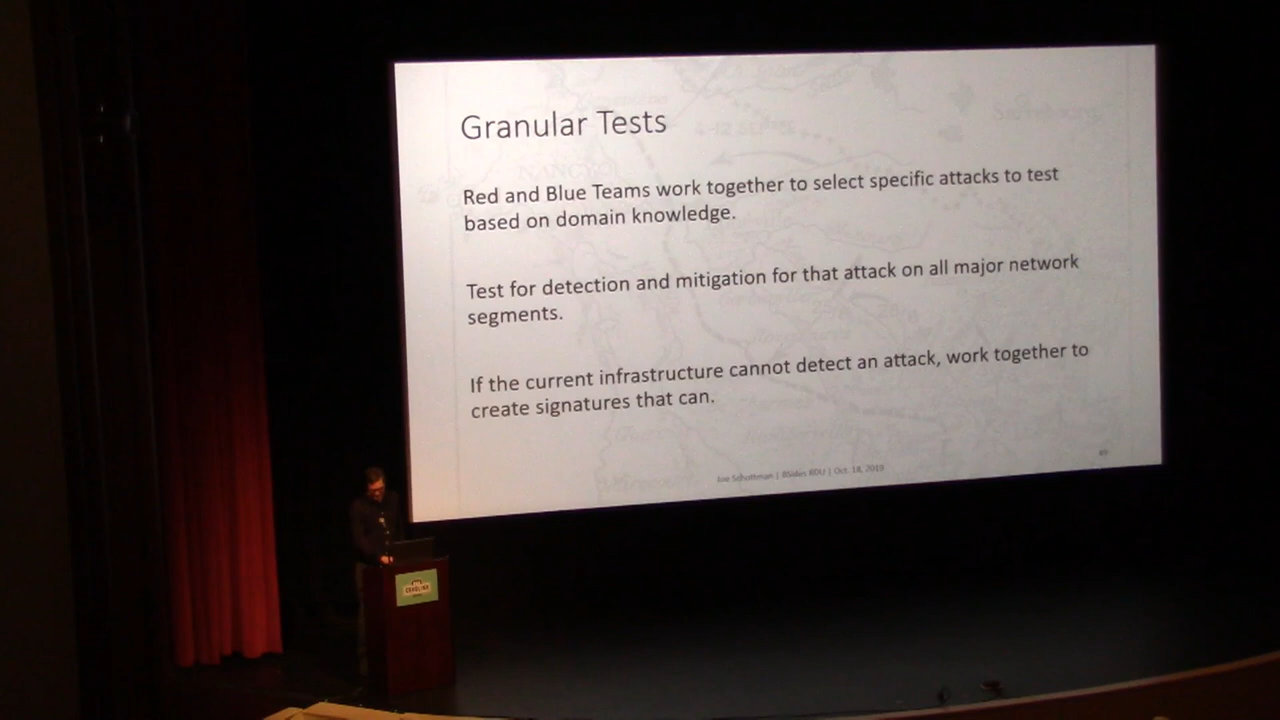 Granular Tests
Red and Blue Teams work together to select specific attacks to test
based on domain knowledge.
Test for detection and mitigation for that attack on all major network
segments.
If the current infrastructure cannot detect an attack, work together to
create signatures that can.
Joe Schottman | BSides RDU | Oct. 18, 2019
49
CAROLINA